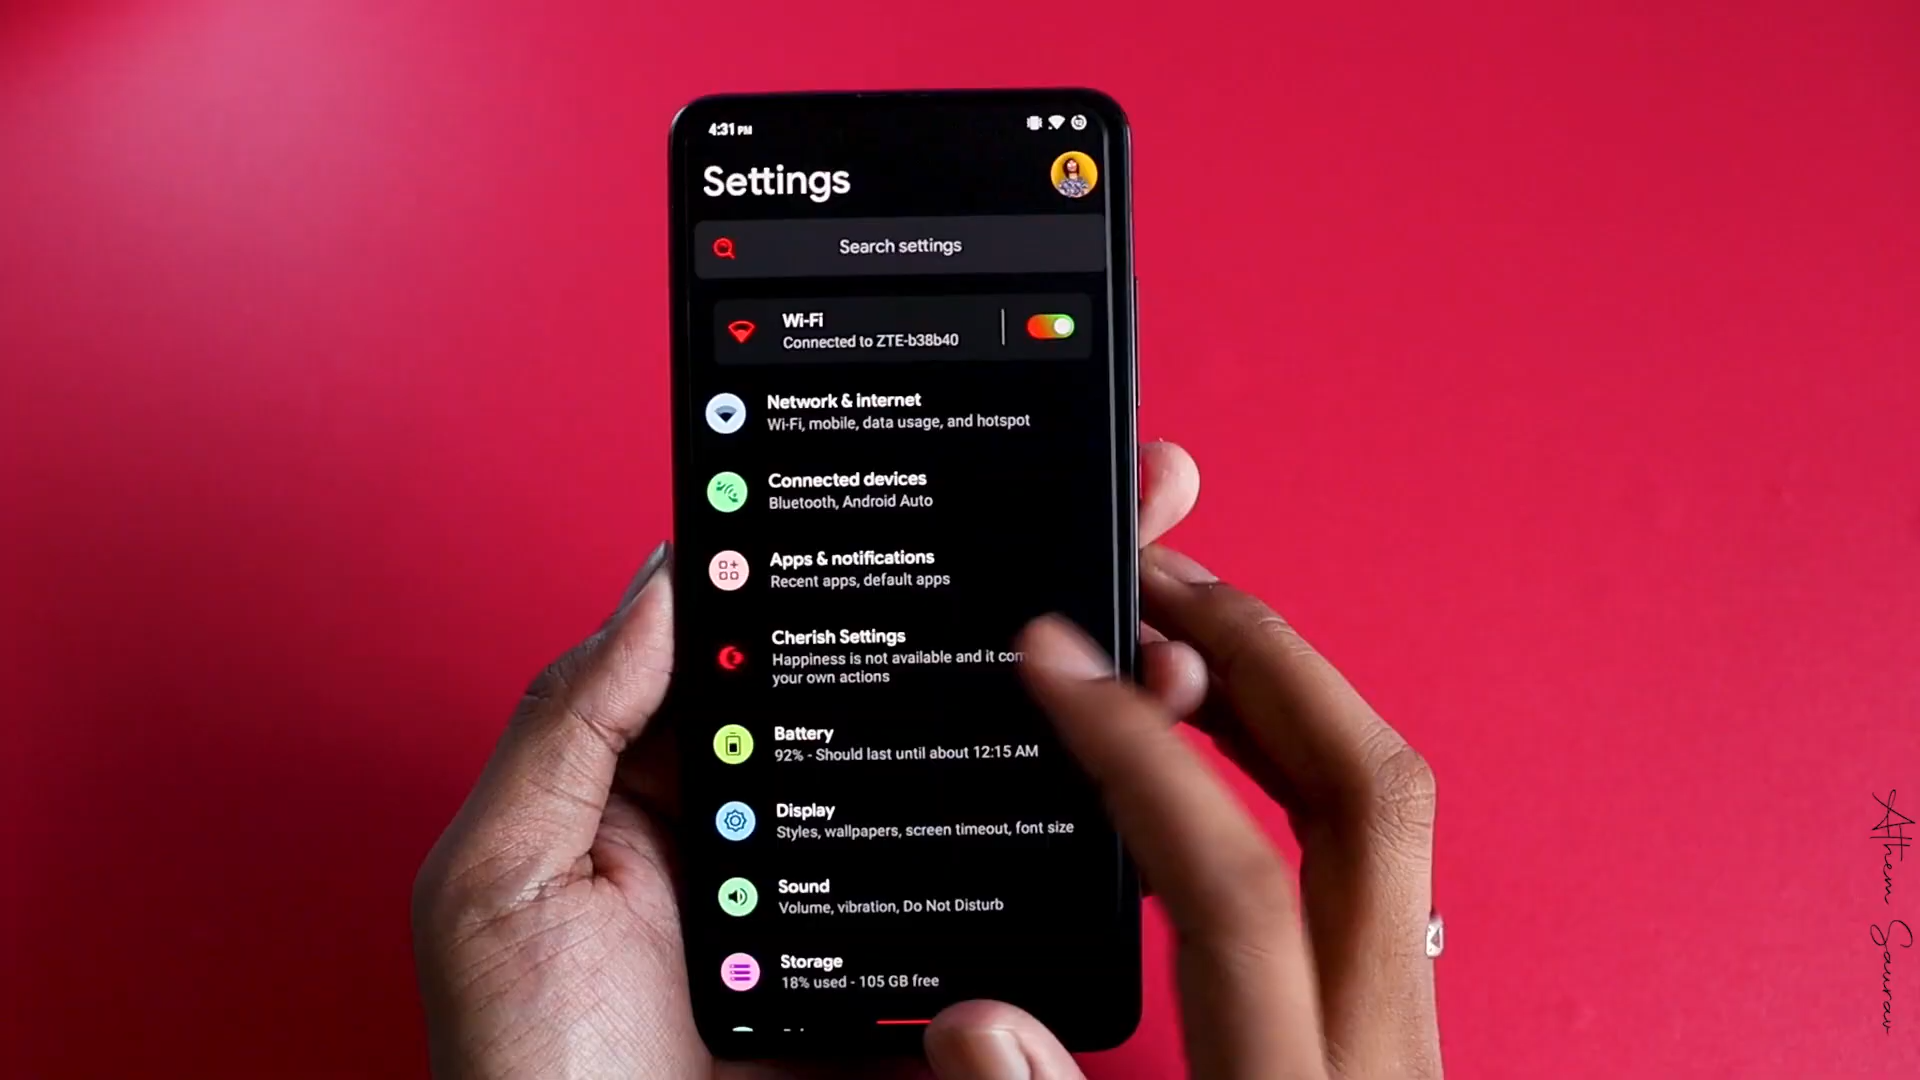 4:31 PM
Settings
Search settings
Wi-Fi
Connected to ZTE-b38b40
Network & internet
Wi-Fi, mobile, data usage, and hotspot
Connected devices
Bluetooth, Android Auto
Apps & notifications
Recent apps, default apps
Cherish Settings
Happiness is not available and it
your own actions
Battery
92% - Should last until about 12:15 AM
Display
Styles, wallpapers, screen timeout, font size
Sound
Volume, vibration, Do Not Disturb
Storage
18% used - 105 GB free
Athem Saurav